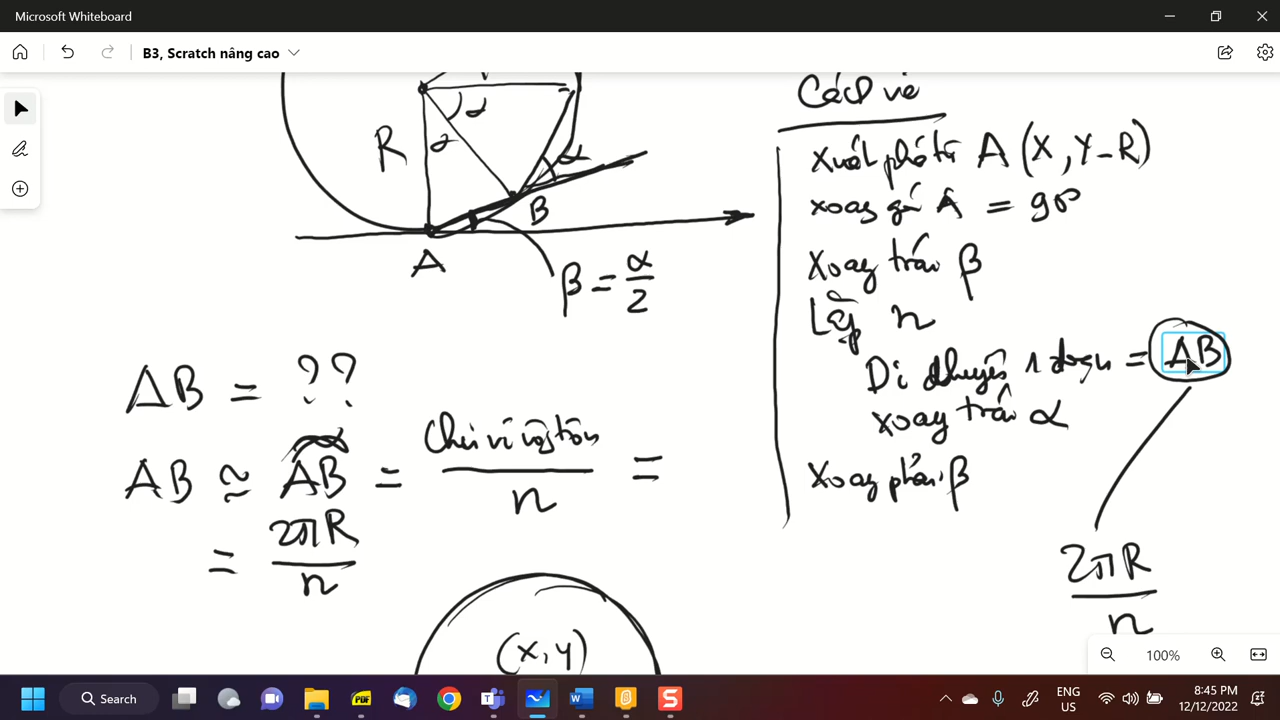 Microsoft Whiteboard
B3, Scratch nâng cao
Cách vẽ
R
α
α
α
B
A
β = α/2
Xuất phát từ A (X, Y-R)
xoay A = 90°
Xoay trái β
Lặp n
Di chuyển 1 đoạn = AB
xoay trái α
Xoay phải β
AB = ??
AB ≅ AB = Chu vi vòng tròn / n =
= 2πR / n
2πR / n
(x, y)
100%
Search
ENG
US
8:45 PM
12/12/2022